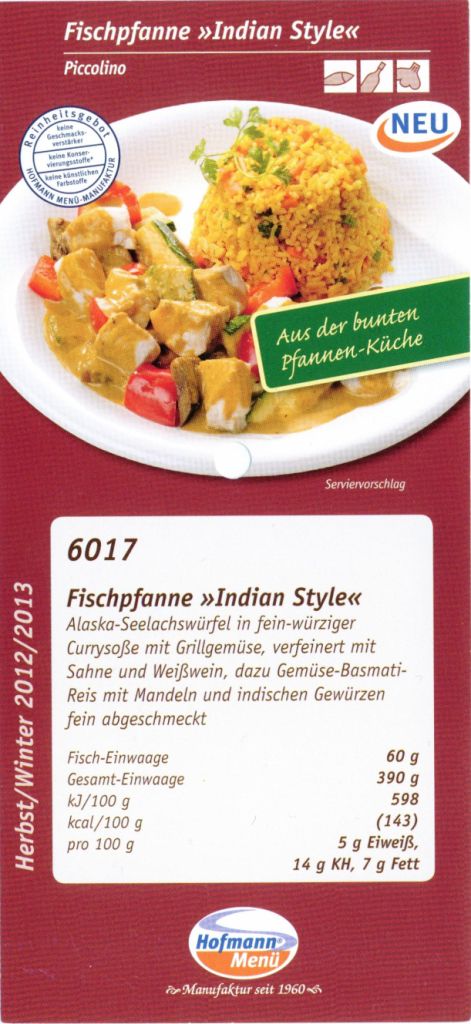 Fischpfanne »Indian Style«
Piccolino
NEU
Reinheitsgebot
keine
Geschmacks-
verstärker
keine Konser-
vierungsstoffe*
keine künstlichen
Farbstoffe
HOFMANN MENÜ-MANUFAKTUR
Aus der bunten
Pfannen-Küche
Serviervorschlag
Herbst/Winter 2012/2013
6017
Fischpfanne »Indian Style«
Alaska-Seelachswürfel in fein-würziger
Currysoße mit Grillgemüse, verfeinert mit
Sahne und Weißwein, dazu Gemüse-Basmati-
Reis mit Mandeln und indischen Gewürzen
fein abgeschmeckt
Fisch-Einwaage 60 g
Gesamt-Einwaage 390 g
kJ/100 g 598
kcal/100 g (143)
pro 100 g 5 g Eiweiß,
14 g KH, 7 g Fett
Hofmann®
Menü
Manufaktur seit 1960